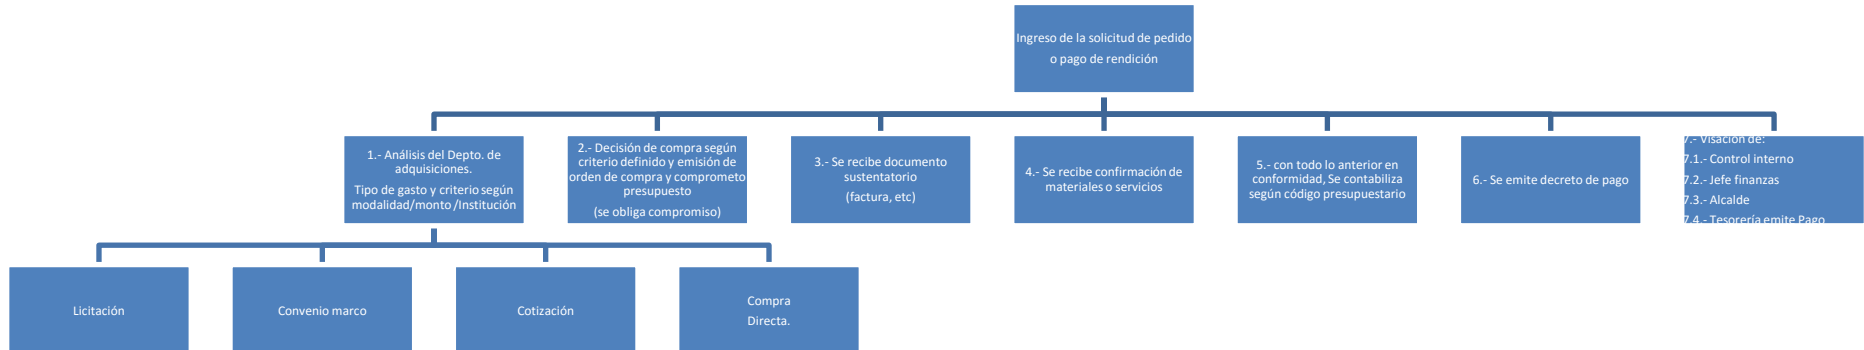 Ingreso de la solicitud de pedido
o pago de rendición
1.- Análisis del Depto. de
adquisiciones.
Tipo de gasto y criterio según
modalidad/monto /Institución
2.- Decisión de compra según
criterio definido y emisión de
orden de compra y comprometo
presupuesto
(se obliga compromiso)
3.- Se recibe documento
sustentatorio
(factura, etc)
4.- Se recibe confirmación de
materiales o servicios
5.- con todo lo anterior en
conformidad, Se contabiliza
según código presupuestario
6.- Se emite decreto de pago
7.- Visación de:
7.1.- Control interno
7.2.- Jefe finanzas
7.3.- Alcalde
7.4.- Tesorería emite Pago
Licitación
Convenio marco
Cotización
Compra
Directa.